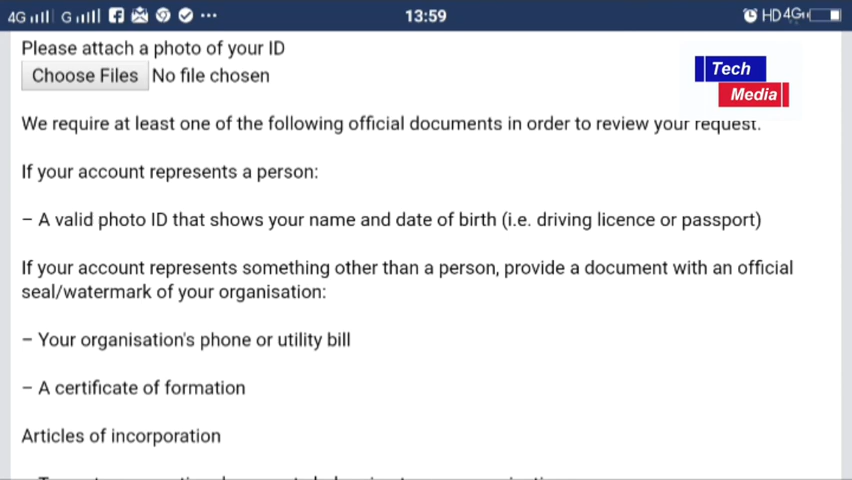 4G G 13:59 HD 4G
Please attach a photo of your ID
Choose Files No file chosen
Tech
Media
We require at least one of the following official documents in order to review your request.
If your account represents a person:
– A valid photo ID that shows your name and date of birth (i.e. driving licence or passport)
If your account represents something other than a person, provide a document with an official
seal/watermark of your organisation:
– Your organisation's phone or utility bill
– A certificate of formation
Articles of incorporation